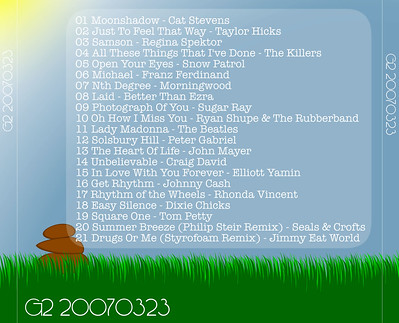 01 Moonshadow - Cat Stevens
02 Just To Feel That Way - Taylor Hicks
03 Samson - Regina Spektor
04 All These Things That I've Done - The Killers
05 Open Your Eyes - Snow Patrol
06 Michael - Franz Ferdinand
07 Nth Degree - Morningwood
08 Laid - Better Than Ezra
09 Photograph Of You - Sugar Ray
10 Oh How I Miss You - Ryan Shupe & The Rubberband
11 Lady Madonna - The Beatles
12 Solsbury Hill - Peter Gabriel
13 The Heart Of Life - John Mayer
14 Unbelievable - Craig David
15 In Love With You Forever - Elliott Yamin
16 Get Rhythm - Johnny Cash
17 Rhythm of the Wheels - Rhonda Vincent
18 Easy Silence - Dixie Chicks
19 Square One - Tom Petty
20 Summer Breeze (Philip Steir Remix) - Seals & Crofts
21 Drugs Or Me (Styrofoam Remix) - Jimmy Eat World
G2 20070323
G2 20070323
G2 20070323